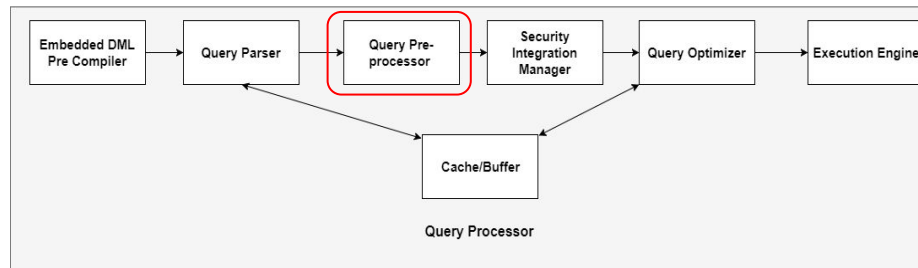 Embedded DML
Pre Compiler
Query Parser
Query Pre-
processor
Security
Integration
Manager
Query Optimizer
Execution Engine
Cache/Buffer
Query Processor